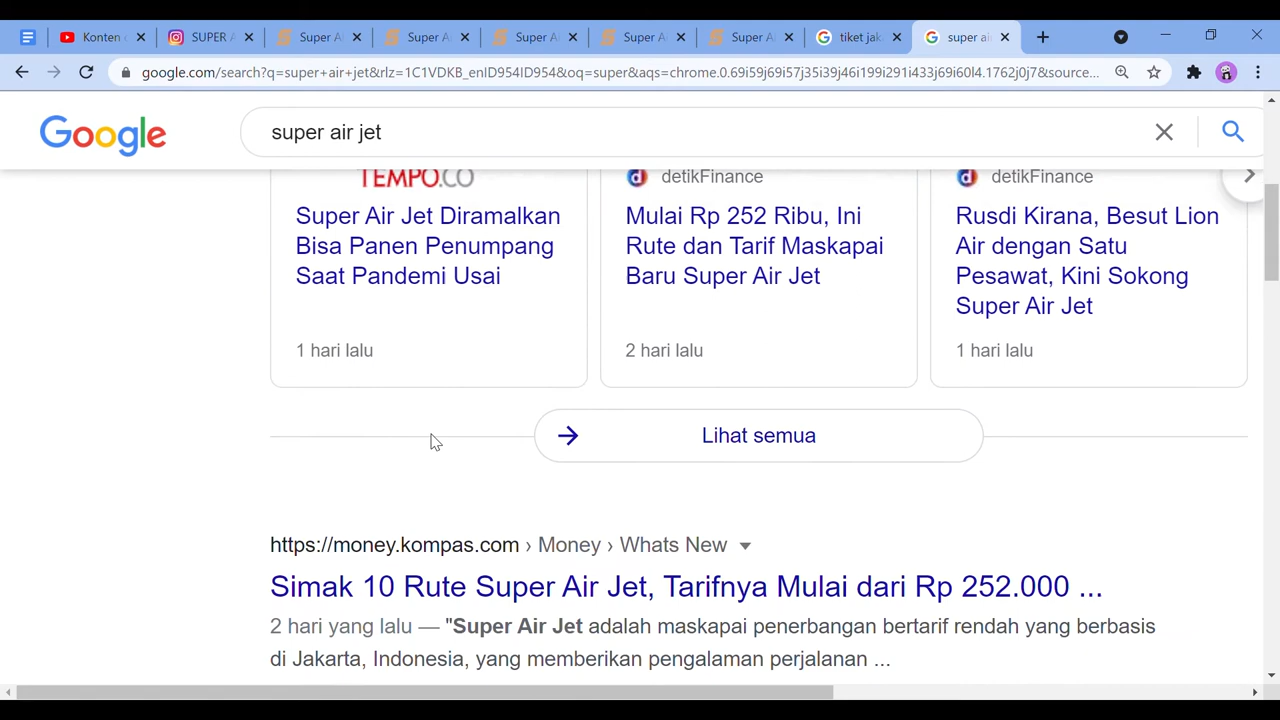 Konten
SUPER A
Super Ai
Super Ai
Super Ai
Super Ai
Super Ai
tiket jak
super air
google.com/search?q=super+air+jet&rlz=1C1VDKB_enID954ID954&oq=super&aqs=chrome.0.69i59j69i57j35i39j46i199i291i433j69i60l4.1762j0j7&source...
Google
super air jet
TEMPO.CO
detikFinance
detikFinance
Super Air Jet Diramalkan
Bisa Panen Penumpang
Saat Pandemi Usai
Mulai Rp 252 Ribu, Ini
Rute dan Tarif Maskapai
Baru Super Air Jet
Rusdi Kirana, Besut Lion
Air dengan Satu
Pesawat, Kini Sokong
Super Air Jet
1 hari lalu
2 hari lalu
1 hari lalu
Lihat semua
https://money.kompas.com › Money › Whats New
Simak 10 Rute Super Air Jet, Tarifnya Mulai dari Rp 252.000 ...
2 hari yang lalu — "Super Air Jet adalah maskapai penerbangan bertarif rendah yang berbasis
di Jakarta, Indonesia, yang memberikan pengalaman perjalanan ...